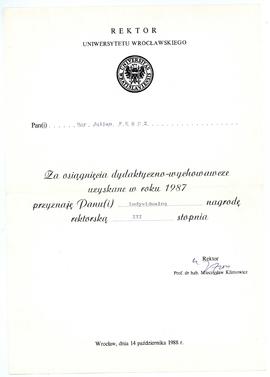 REKTOR
UNIWERSYTETU WROCŁAWSKIEGO
Pan(i) ..... Mgr. Julian
Za osiągnięcia dydaktyczno-wychowawcze
uzyskane w roku 1987
przyznaję Panu(i) indywidualną nagrodę
rektorską III stopnia
Rektor
Prof. dr hab. Mieczysław Klimowicz
Wrocław, dnia 14 października 1988 r.